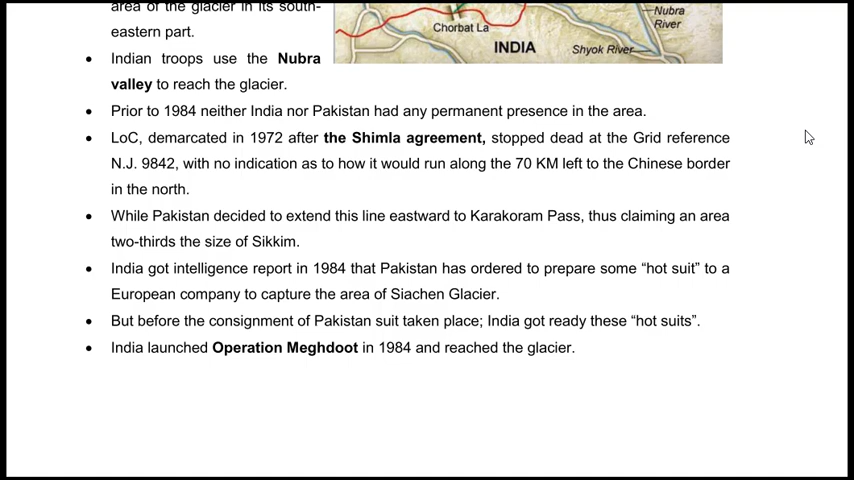 area of the glacier in its south-
eastern part.
Chorbat La
INDIA
Nubra
River
Shyok River
• Indian troops use the Nubra
valley to reach the glacier.
• Prior to 1984 neither India nor Pakistan had any permanent presence in the area.
• LoC, demarcated in 1972 after the Shimla agreement, stopped dead at the Grid reference
N.J. 9842, with no indication as to how it would run along the 70 KM left to the Chinese border
in the north.
• While Pakistan decided to extend this line eastward to Karakoram Pass, thus claiming an area
two-thirds the size of Sikkim.
• India got intelligence report in 1984 that Pakistan has ordered to prepare some “hot suit” to a
European company to capture the area of Siachen Glacier.
• But before the consignment of Pakistan suit taken place; India got ready these “hot suits”.
• India launched Operation Meghdoot in 1984 and reached the glacier.